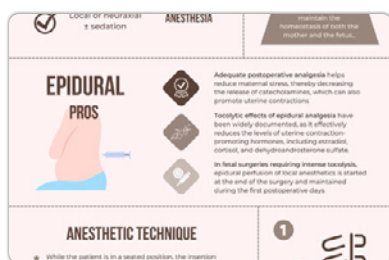 Local or neuraxial
± sedation
ANESTHESIA
maintain the
homeostasis of both the
mother and the fetus.
EPIDURAL
PROS
Adequate postoperative analgesia helps
reduce maternal stress, thereby decreasing
the release of catecholamines, which can also
promote uterine contractions.
Tocolytic effects of epidural analgesia have
been widely documented, as it effectively
reduces the levels of uterine contraction-
promoting hormones, including estradiol,
cortisol, and dehydroandrosterone sulfate.
In fetal surgeries requiring intense tocolysis,
epidural perfusion of local anesthetics is started
at the end of the surgery and maintained
during the first postoperative days.
ANESTHETIC TECHNIQUE
1
While the patient is in a seated position, the insertion